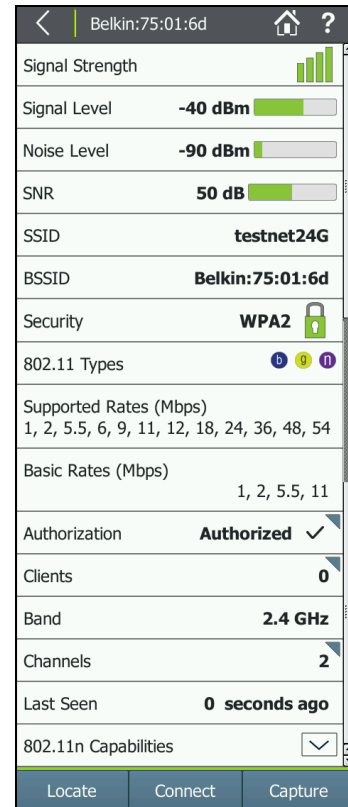 Belkin:75:01:6d ?
Signal Strength
Signal Level -40 dBm
Noise Level -90 dBm
SNR 50 dB
SSID testnet24G
BSSID Belkin:75:01:6d
Security WPA2
802.11 Types b g n
Supported Rates (Mbps)
1, 2, 5.5, 6, 9, 11, 12, 18, 24, 36, 48, 54
Basic Rates (Mbps)
1, 2, 5.5, 11
Authorization Authorized
Clients 0
Band 2.4 GHz
Channels 2
Last Seen 0 seconds ago
802.11n Capabilities
Locate Connect Capture